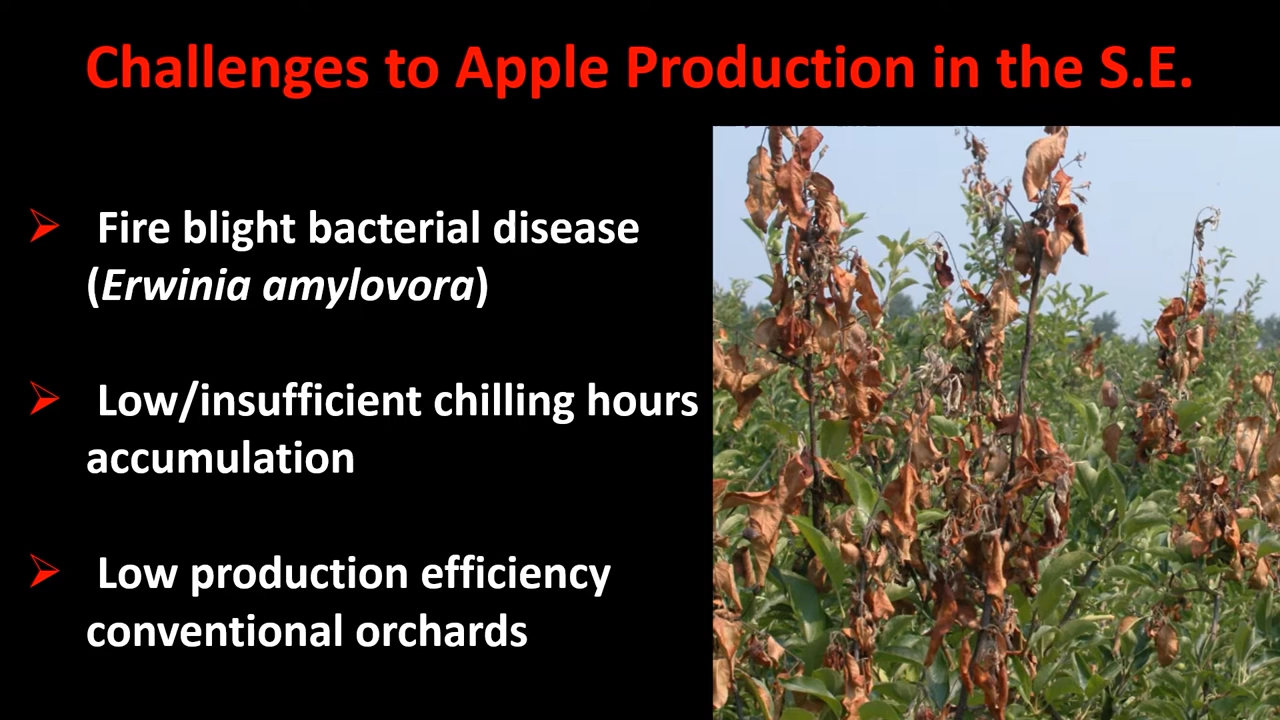 Challenges to Apple Production in the S.E.
Fire blight bacterial disease
(Erwinia amylovora)
Low/insufficient chilling hours
accumulation
Low production efficiency
conventional orchards